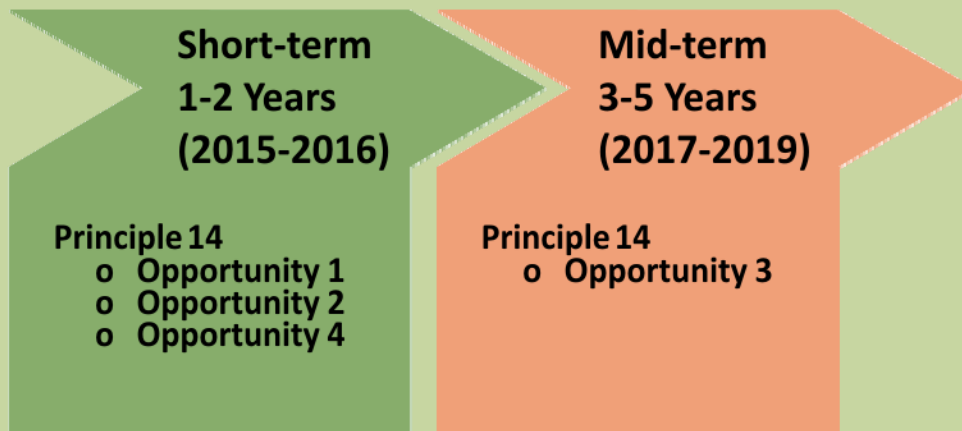 Short-term
1-2 Years
(2015-2016)
Principle 14
o Opportunity 1
o Opportunity 2
o Opportunity 4
Mid-term
3-5 Years
(2017-2019)
Principle 14
o Opportunity 3